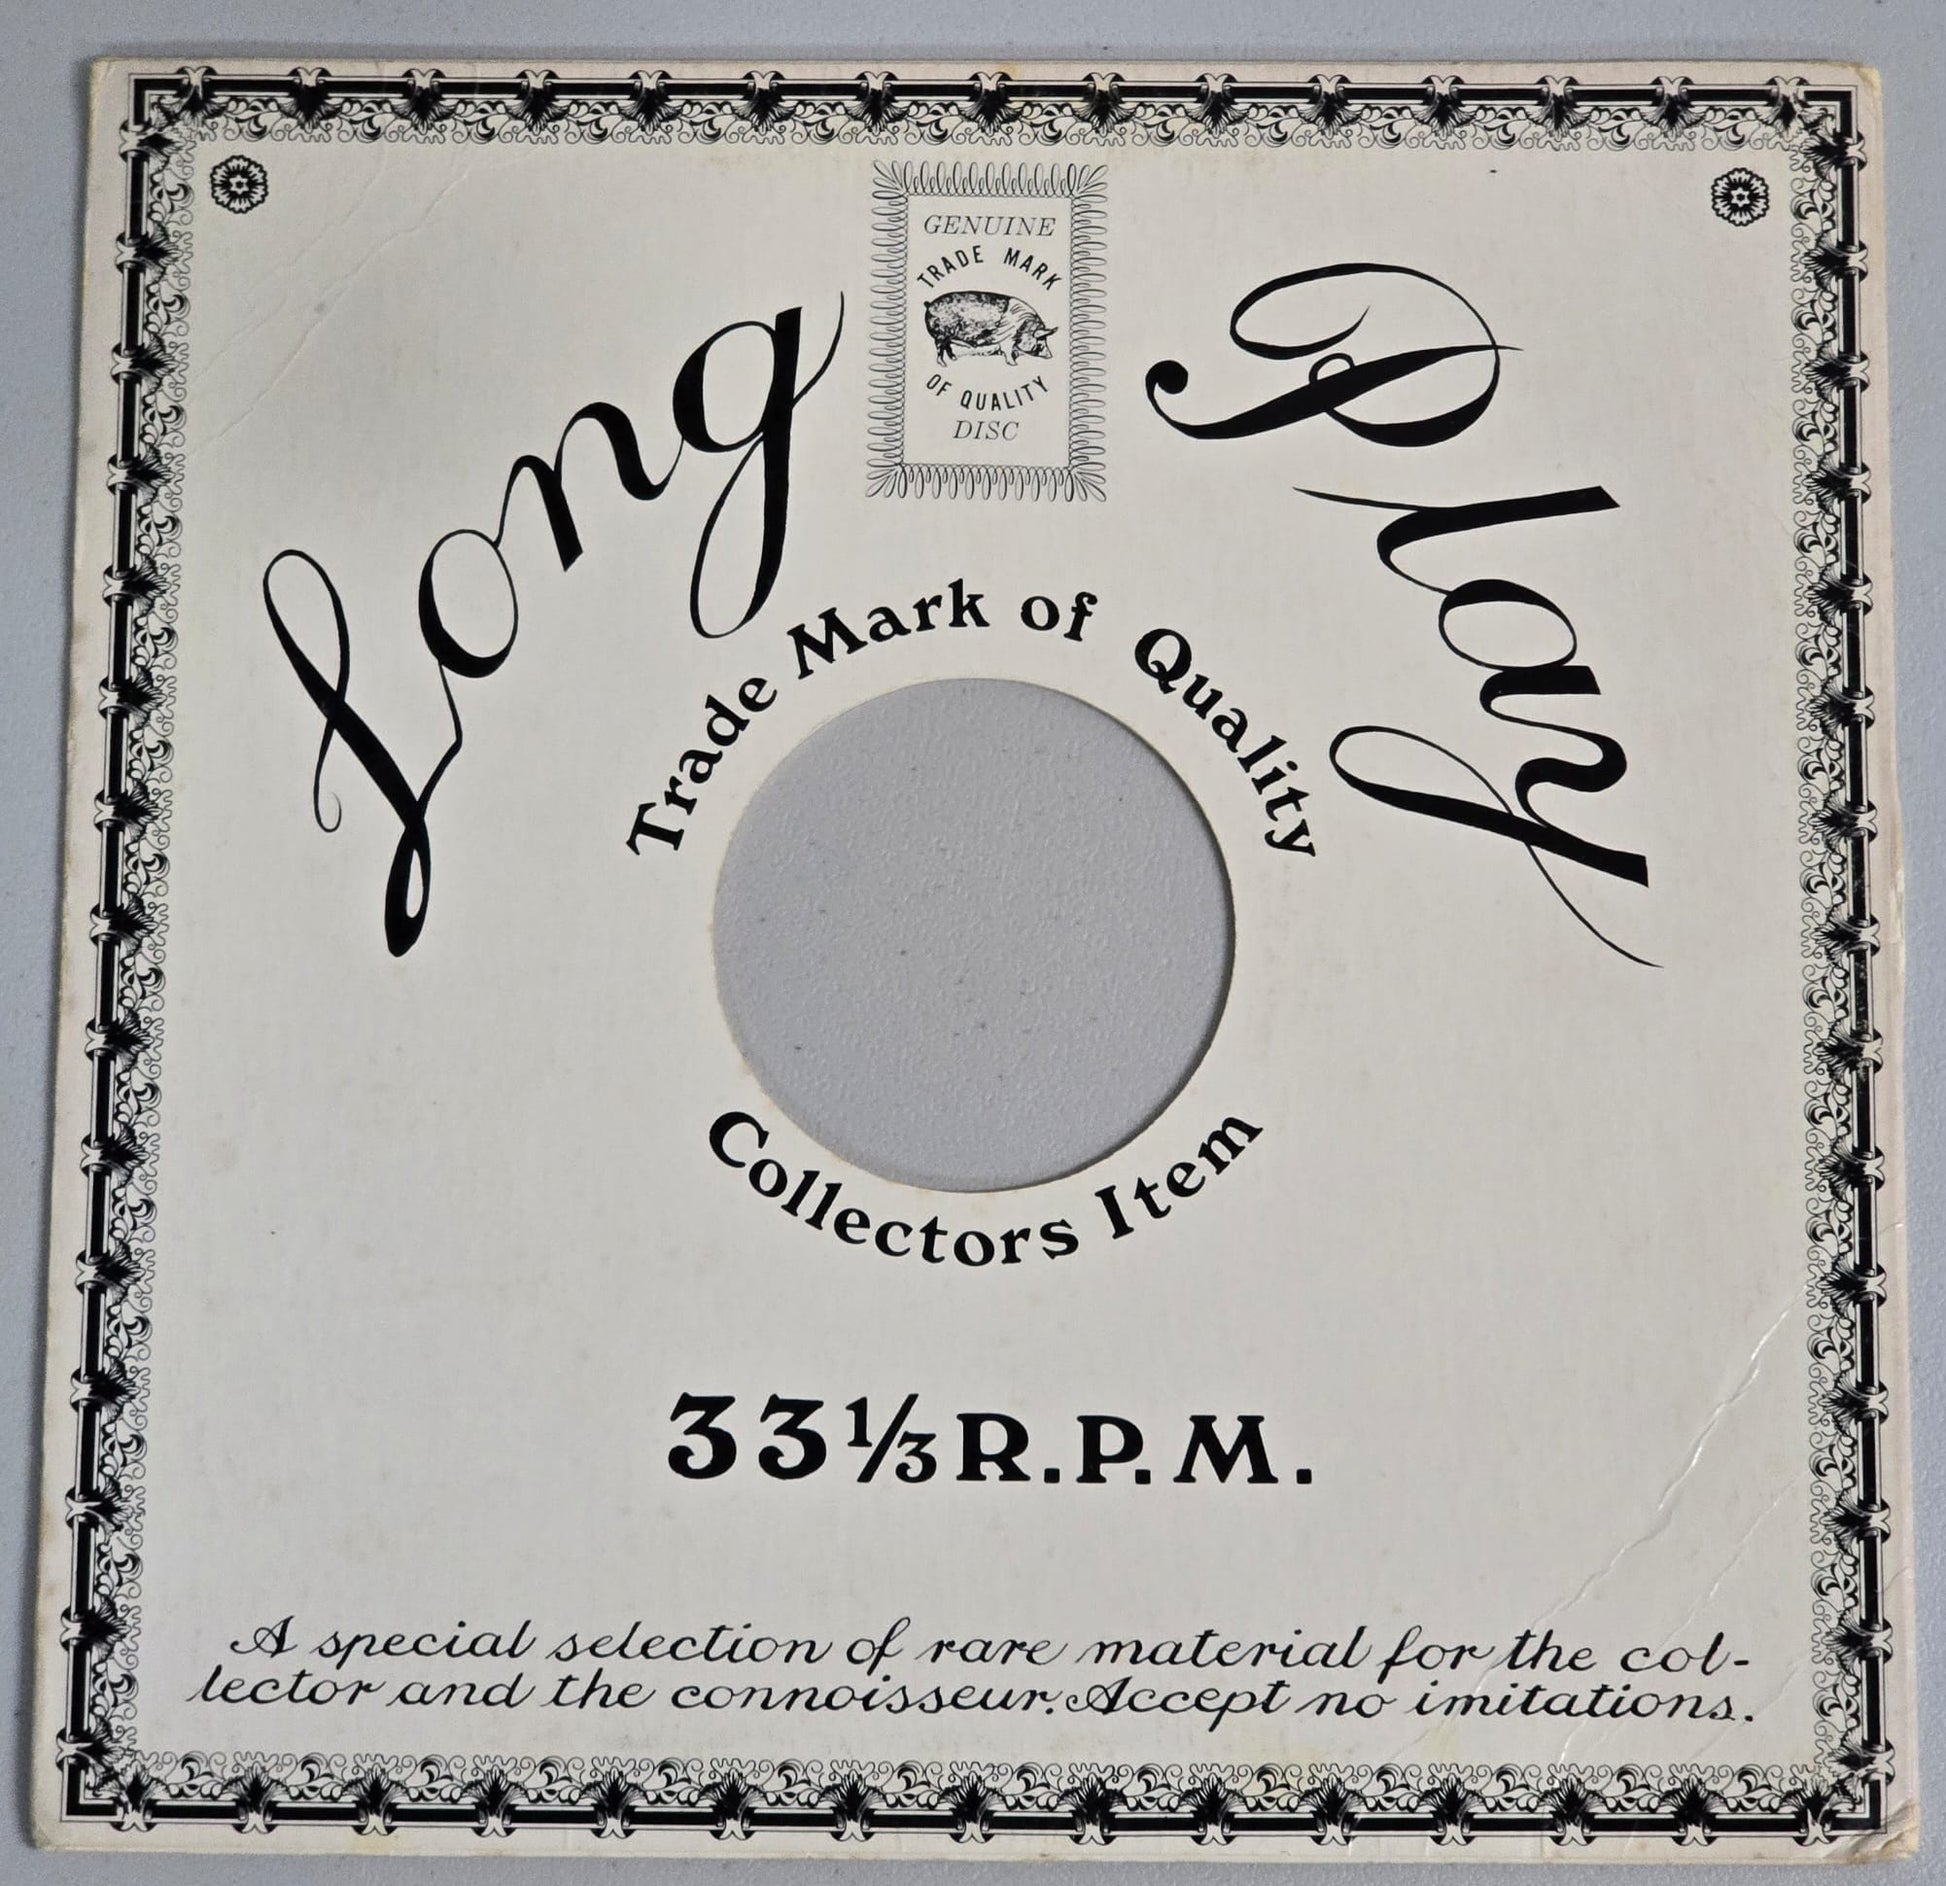 GENUINE
TRADE MARK
OF QUALITY
DISC
Long Play
Trade Mark of Quality
Collectors Item
33⅓ R.P.M.
A special selection of rare material for the col-
lector and the connoisseur. Accept no imitations.